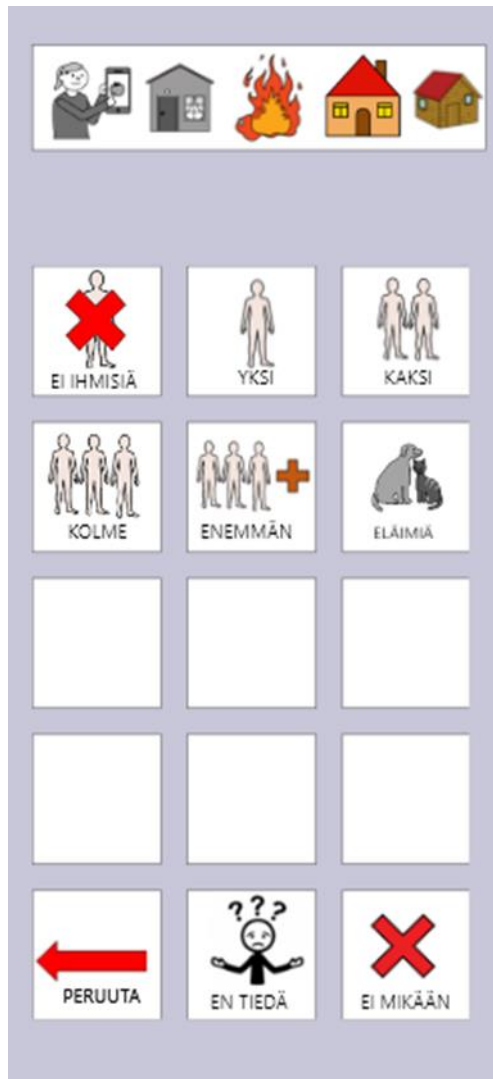 EI IHMISIÄ
YKSI
KAKSI
KOLME
ENEMMÄN
ELÄIMIÄ
? ? ?
PERUUTA
EN TIEDÄ
EI MIKÄÄN